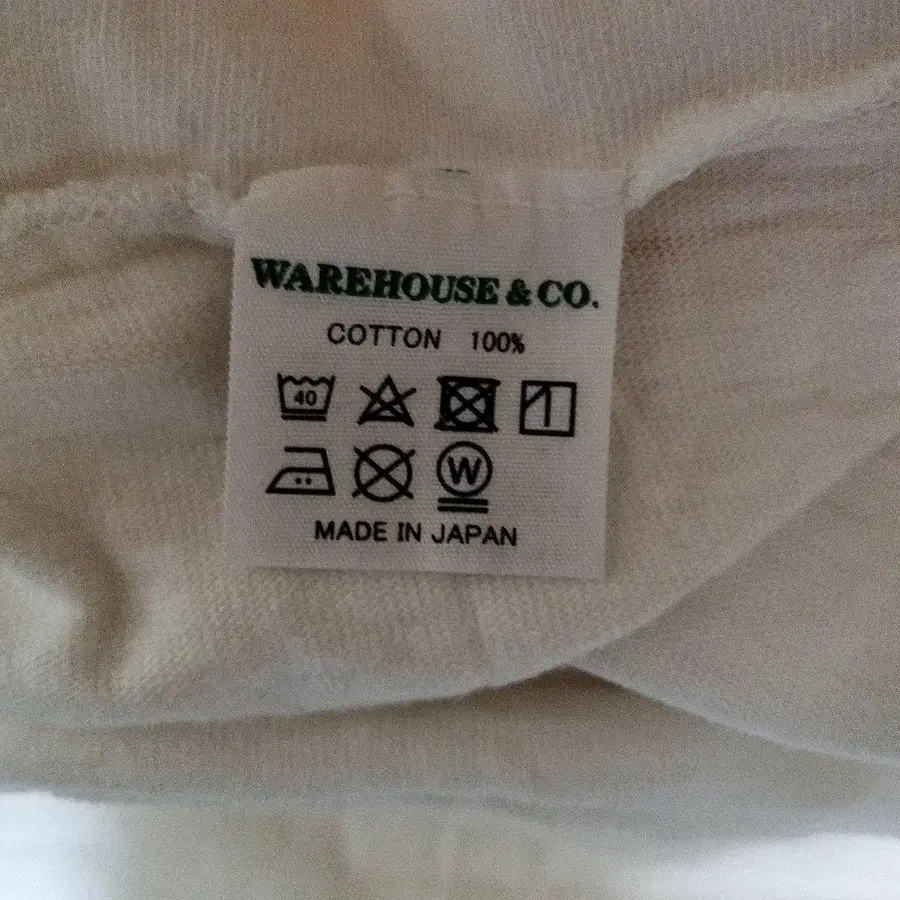 WAREHOUSE & CO.
COTTON 100%
40
W
MADE IN JAPAN